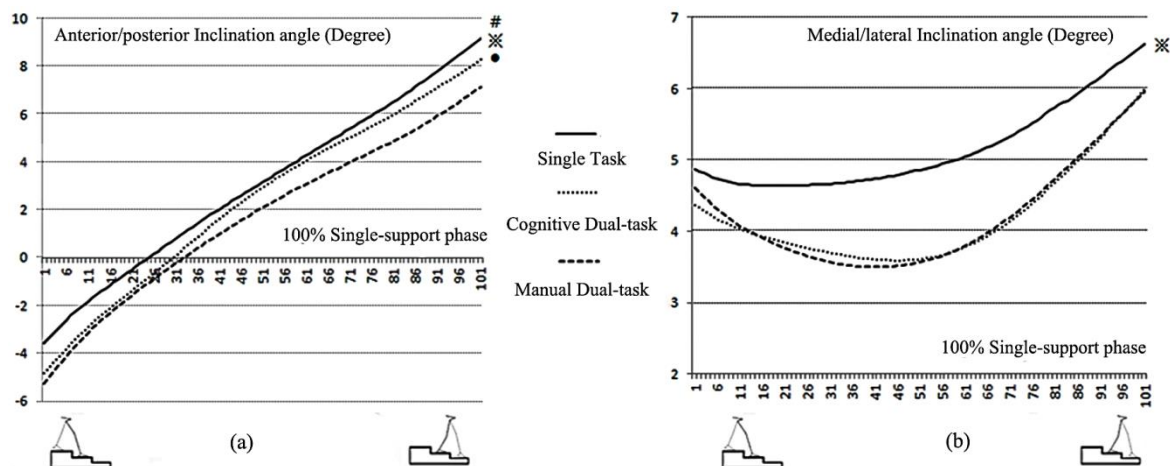 Anterior/posterior Inclination angle (Degree)
#
※
●
10
8
6
4
2
0
-2
-4
-6
100% Single-support phase
1 6 11 16 21 26 31 36 41 46 51 56 61 66 71 76 81 86 91 96 101
(a)
Single Task
Cognitive Dual-task
Manual Dual-task
Medial/lateral Inclination angle (Degree)
※
7
6
5
4
3
2
100% Single-support phase
1 6 11 16 21 26 31 36 41 46 51 56 61 66 71 76 81 86 91 96 101
(b)